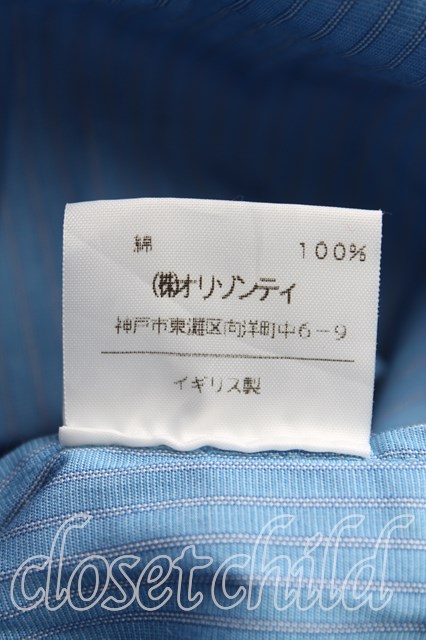 綿 100%
(株)オリゾンティ
神戸市東灘区向洋町中6-9
イギリス製
closet child